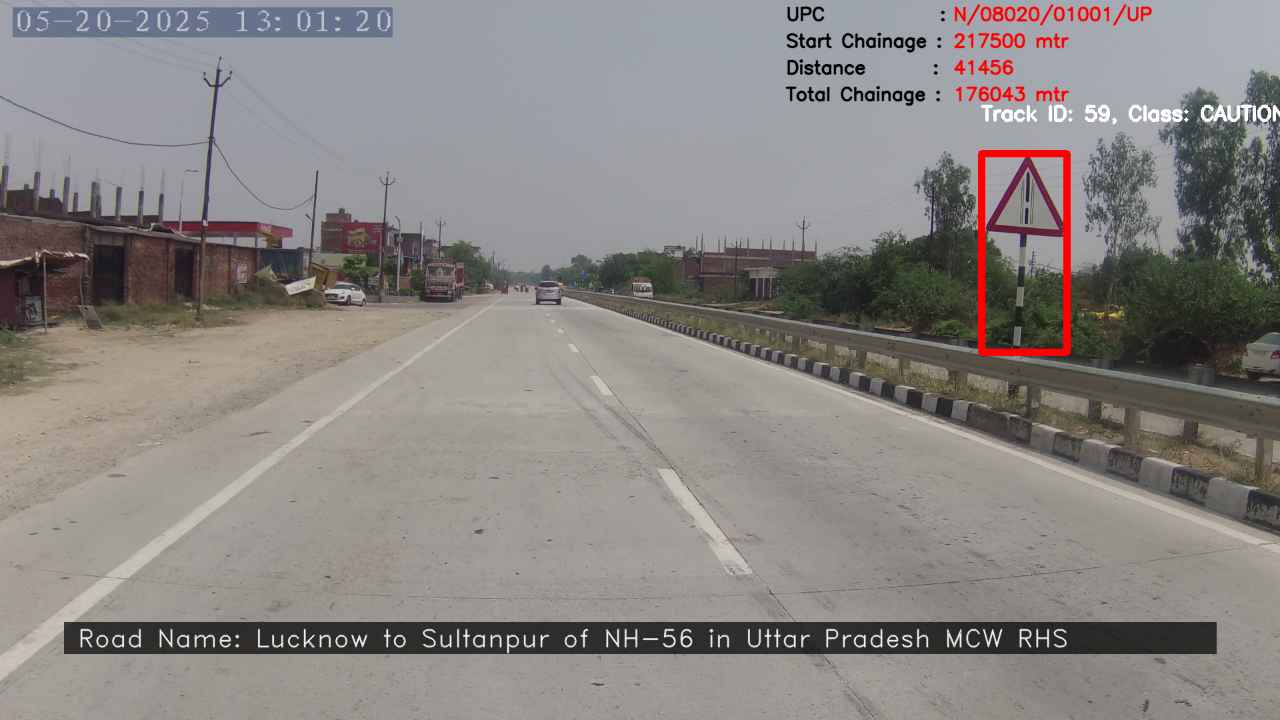 05-20-2025 13:01:20
UPC : N/08020/01001/UP
Start Chainage : 217500 mtr
Distance : 41456
Total Chainage : 176043 mtr
Track ID: 59, Class: CAUTION
Road Name: Lucknow to Sultanpur of NH-56 in Uttar Pradesh MCW RHS